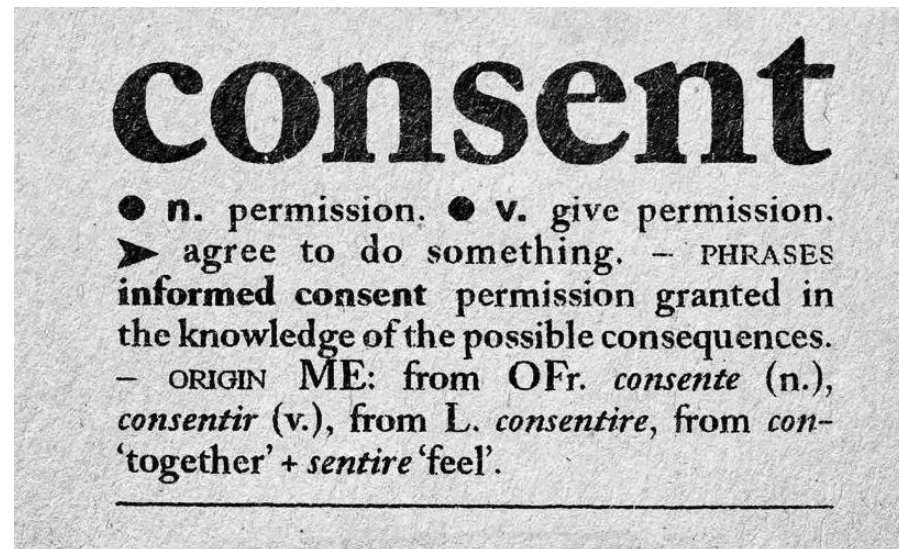 consent
● n. permission. ● v. give permission.
➤ agree to do something. – PHRASES
informed consent permission granted in
the knowledge of the possible consequences.
– ORIGIN ME: from OFr. consente (n.),
consentir (v.), from L. consentire, from con-
‘together’ + sentire ‘feel’.